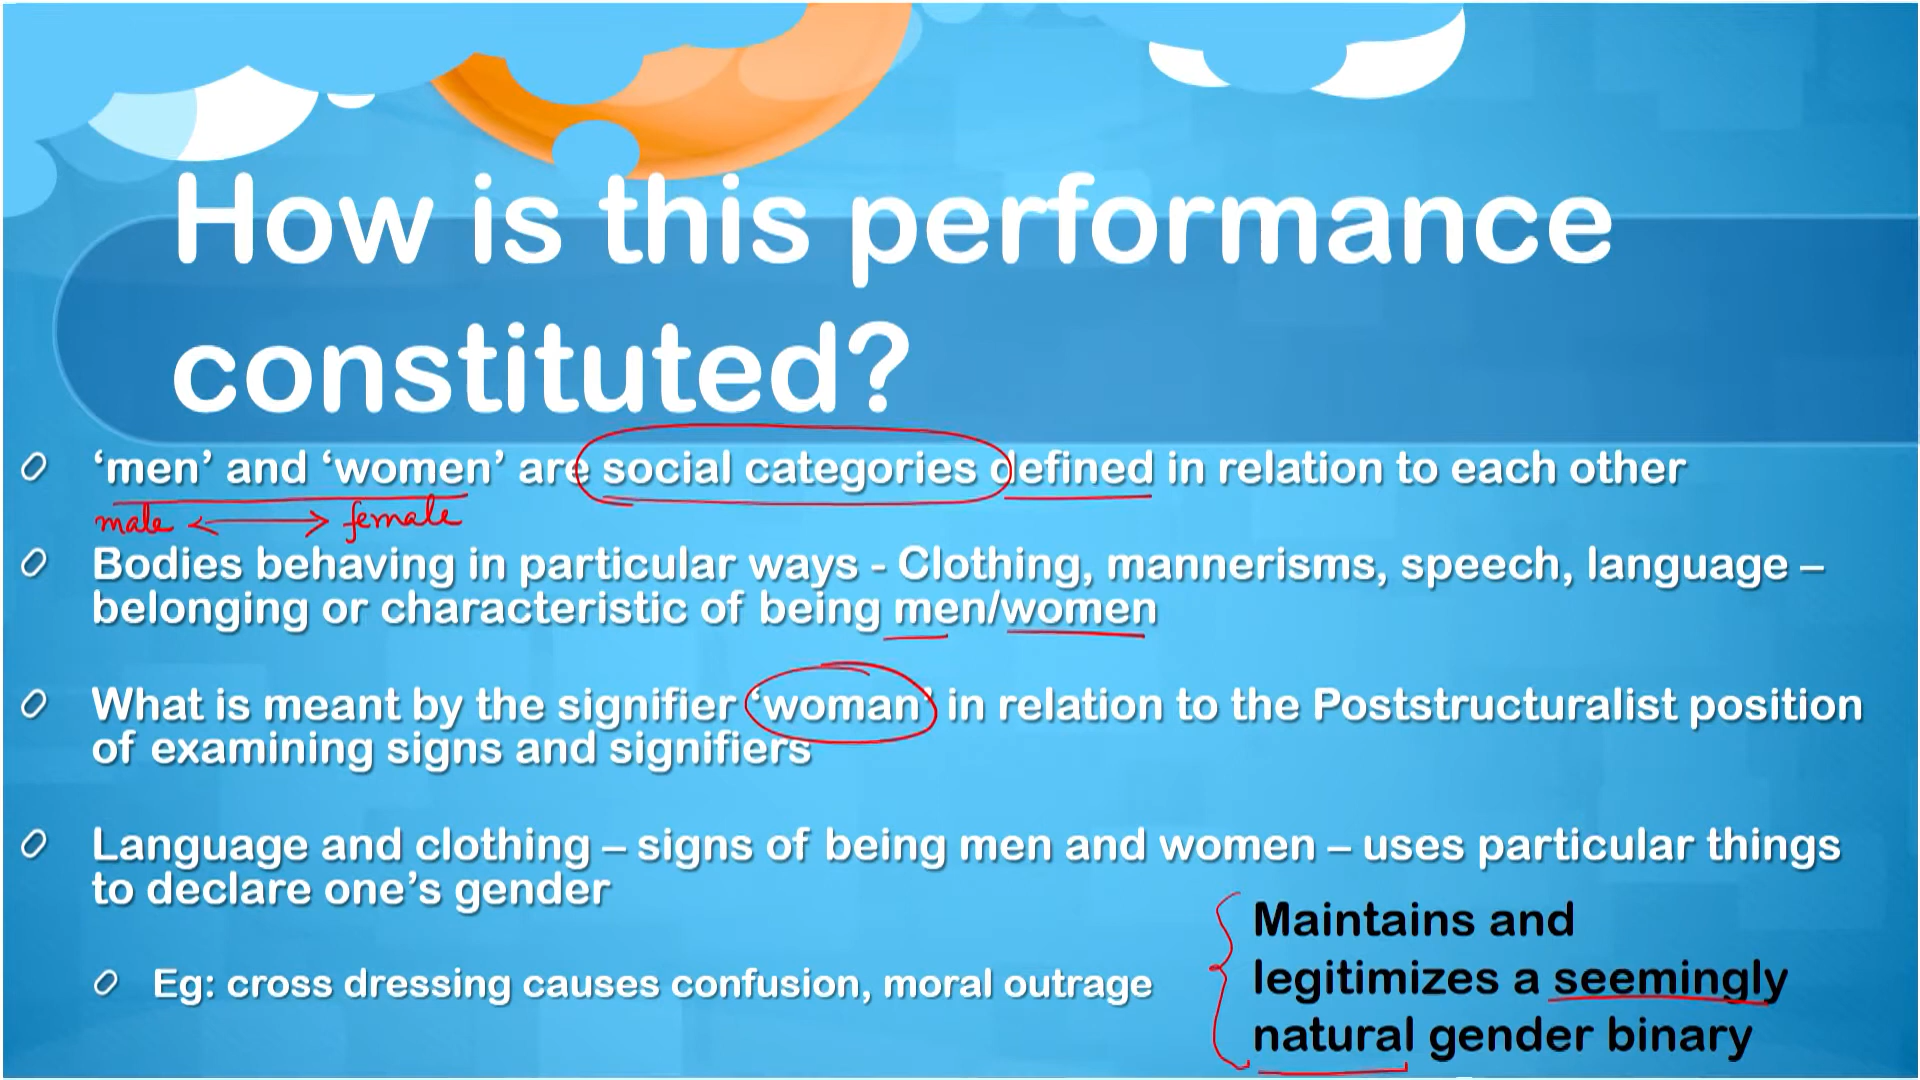 How is this performance
constituted?
‘men’ and ‘women’ are social categories defined in relation to each other
male <——> female
Bodies behaving in particular ways - Clothing, mannerisms, speech, language –
belonging or characteristic of being men/women
What is meant by the signifier ‘woman’ in relation to the Poststructuralist position
of examining signs and signifiers
Language and clothing – signs of being men and women – uses particular things
to declare one’s gender
Eg: cross dressing causes confusion, moral outrage
Maintains and
legitimizes a seemingly
natural gender binary